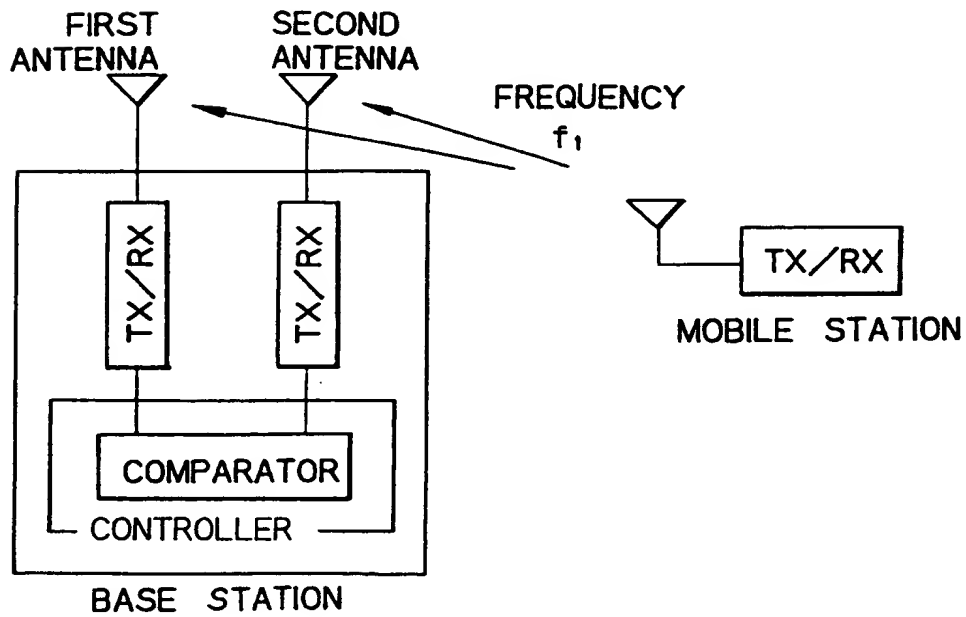 FIRST
ANTENNA
SECOND
ANTENNA
FREQUENCY
f₁
TX/RX
TX/RX
TX/RX
MOBILE STATION
COMPARATOR
CONTROLLER
BASE STATION